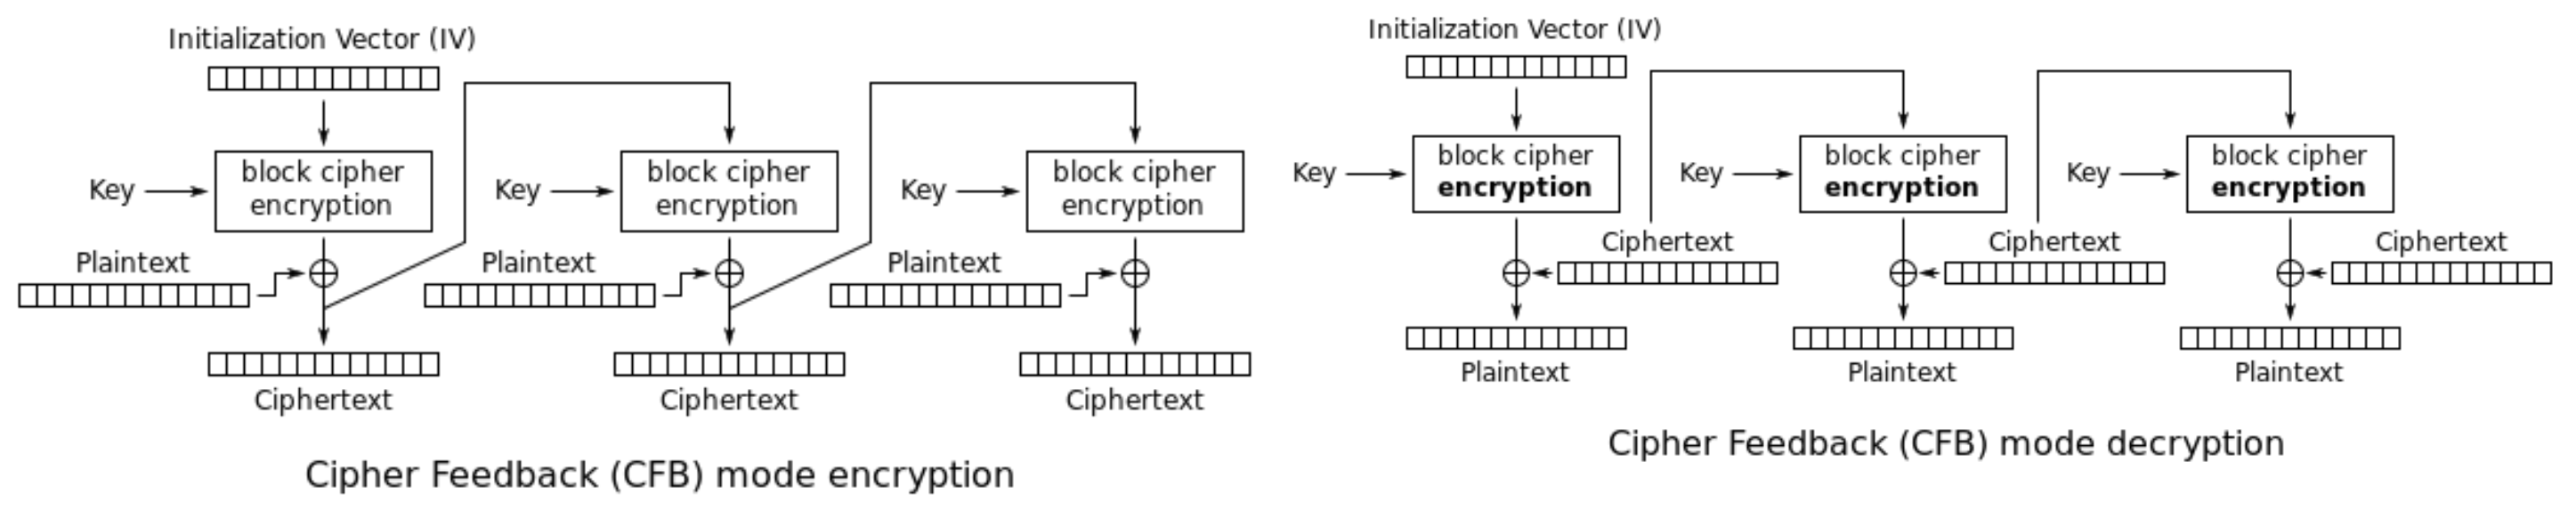 Initialization Vector (IV)
Key
block cipher
encryption
Plaintext
Ciphertext
Key
block cipher
encryption
Plaintext
Ciphertext
Key
block cipher
encryption
Plaintext
Ciphertext
Cipher Feedback (CFB) mode encryption
Initialization Vector (IV)
Key
block cipher
encryption
Ciphertext
Plaintext
Key
block cipher
encryption
Ciphertext
Plaintext
Key
block cipher
encryption
Ciphertext
Plaintext
Cipher Feedback (CFB) mode decryption